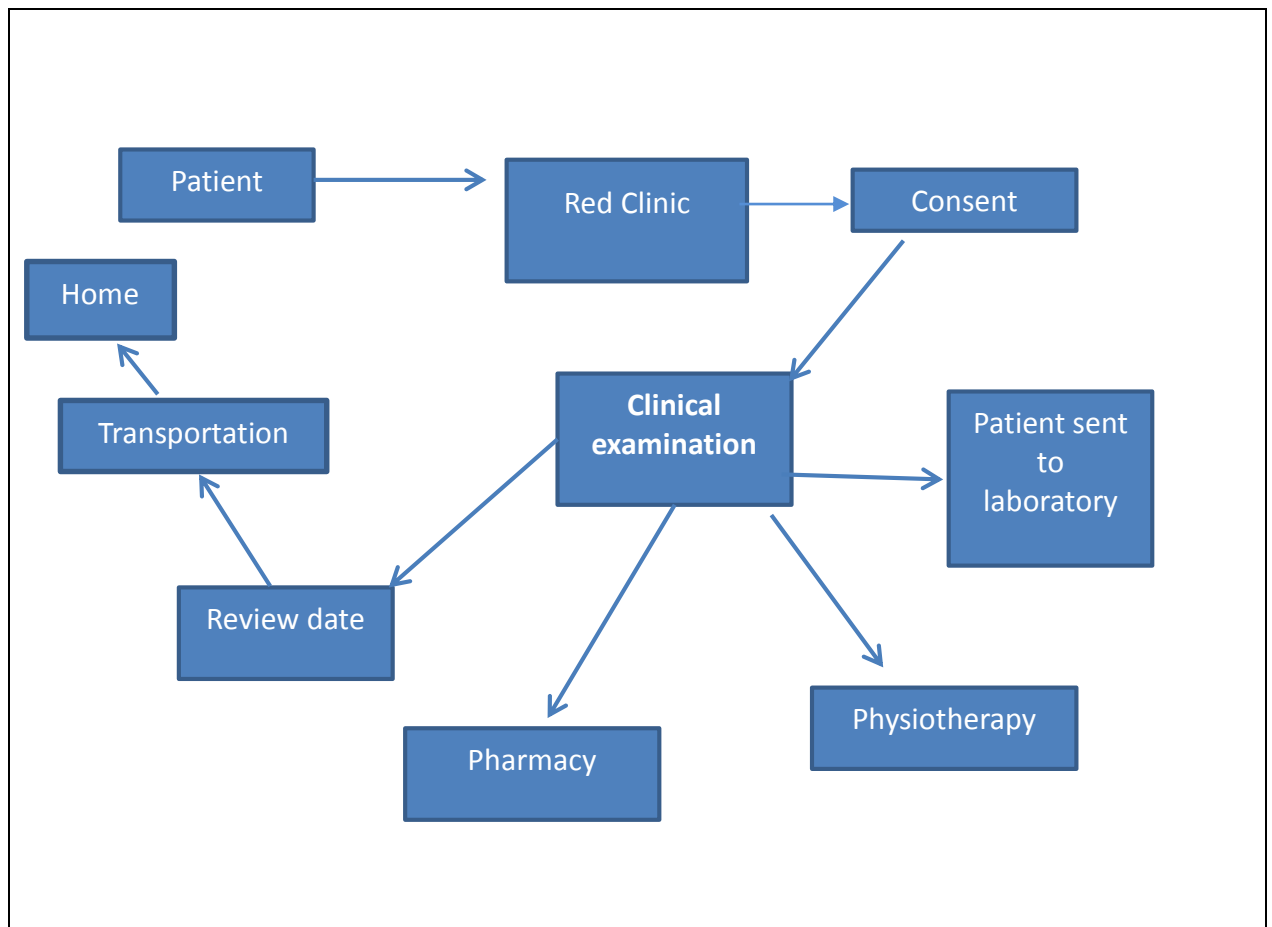 Patient
Red Clinic
Consent
Home
Clinical
examination
Patient sent
to
laboratory
Transportation
Review date
Physiotherapy
Pharmacy